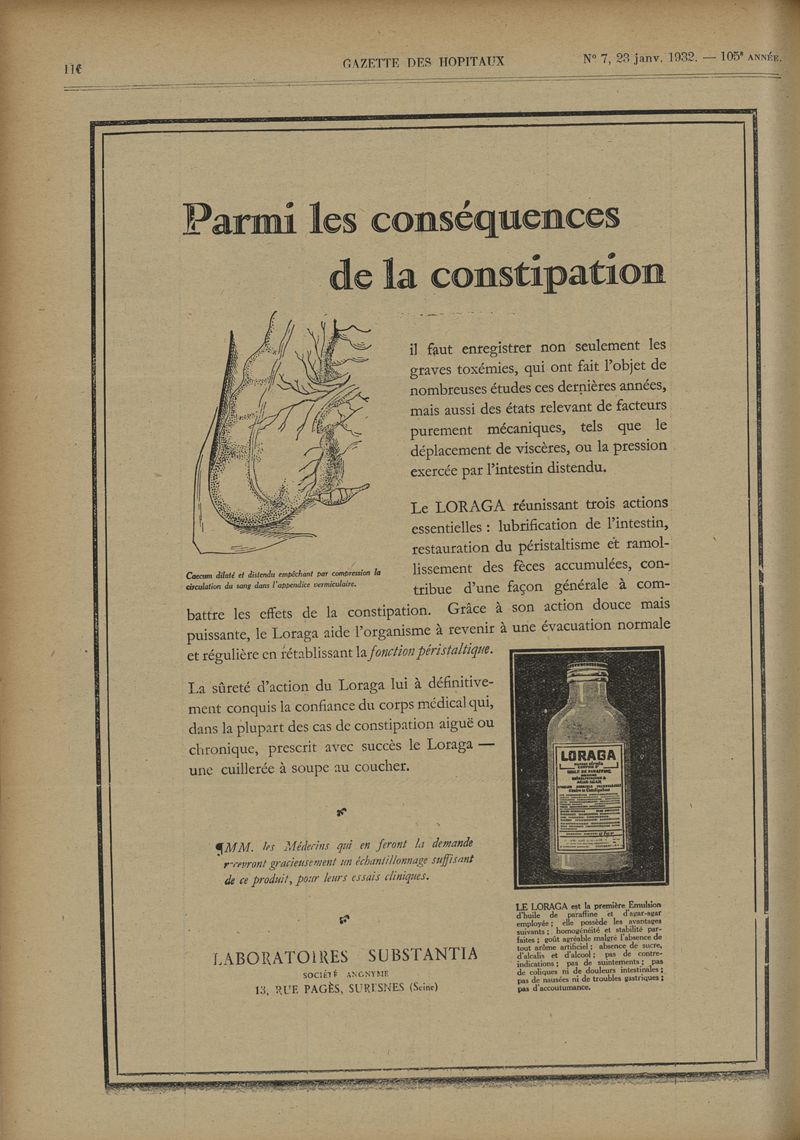 116
GAZETTE DES HOPITAUX
N° 7, 23 janv. 1932. — 105e ANNÉE.
Parmi les conséquences
de la constipation
il faut enregistrer non seulement les
graves toxémies, qui ont fait l'objet de
nombreuses études ces dernières années,
mais aussi des états relevant de facteurs
purement mécaniques, tels que le
déplacement de viscères, ou la pression
exercée par l'intestin distendu.
Caecum dilaté et distendu empêchant par compression la
circulation du sang dans l'appendice vermiculaire.
Le LORAGA réunissant trois actions
essentielles : lubrification de l'intestin,
restauration du péristaltisme et ramol-
lissement des fèces accumulées, con-
tribue d'une façon générale à com-
battre les effets de la constipation. Grâce à son action douce mais
puissante, le Loraga aide l'organisme à revenir à une évacuation normale
et régulière en rétablissant la fonction péristaltique.
La sûreté d'action du Loraga lui à définitive-
ment conquis la confiance du corps médical qui,
dans la plupart des cas de constipation aiguë ou
chronique, prescrit avec succès le Loraga —
une cuillerée à soupe au coucher.
¶MM. les Médecins qui en feront la demande
recevront gracieusement un échantillonnage suffisant
de ce produit, pour leurs essais cliniques.
LABORATOIRES SUBSTANTIA
SOCIÉTÉ ANONYME
13, RUE PAGÈS, SURESNES (Seine)
LORAGA
HUILE DE PARAFFINE
AGAR-AGAR
LE LORAGA est la première Emulsion
d'huile de paraffine et d'agar-agar
employée ; elle possède les avantages
suivants ; homogénéité et stabilité par-
faites ; goût agréable malgré l'absence de
tout arôme artificiel ; absence de sucre,
d'alcalis et d'alcool ; pas de contre-
indications ; pas de suintements ; pas
de coliques ni de douleurs intestinales ;
pas de nausées ni de troubles gastriques ;
pas d'accoutumance.